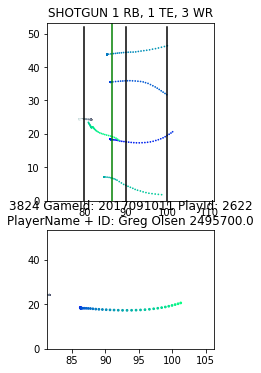 SHOTGUN 1 RB, 1 TE, 3 WR
50
40
30
20
10
0
80 90 100 110
3824 GameId: 2017091011 PlayId: 2622
PlayerName + ID: Greg Olsen 2495700.0
40
20
0
85 90 95 100 105